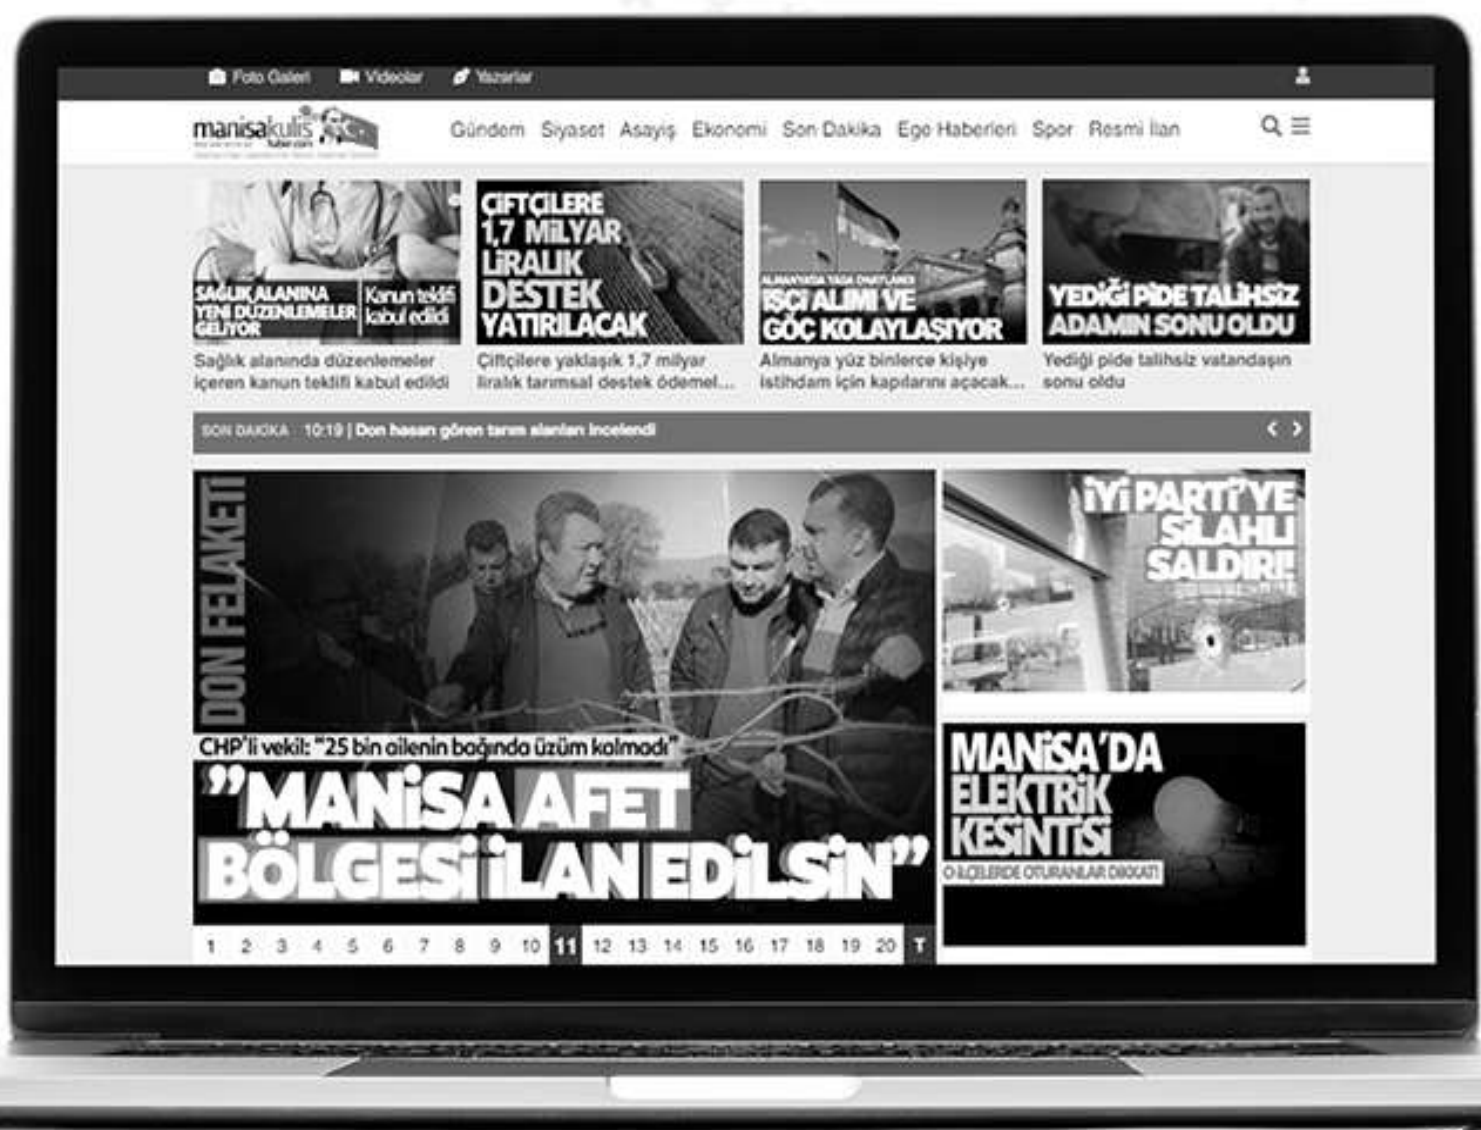 Foto Galeri Videolar Yazarlar
manisakulis
haber.com
Gündem Siyaset Asayiş Ekonomi Son Dakika Ege Haberleri Spor Resmi İlan
SAĞLIK ALANINA
YENİ DÜZENLEMELER
GELİYOR
Kanun teklifi
kabul edildi
Sağlık alanında düzenlemeler
içeren kanun teklifi kabul edildi
ÇİFTÇİLERE
1,7 MİLYAR
LİRALIK
DESTEK
YATIRILACAK
Çiftçilere yaklaşık 1,7 milyar
liralık tarımsal destek ödemel...
ALMANYA'DA YASA ONAYLANDI
İŞÇİ ALIMI VE
GÖÇ KOLAYLAŞIYOR
Almanya yüz binlerce kişiye
istihdam için kapılarını açacak...
YEDİĞİ PİDE TALİHSİZ
ADAMIN SONU OLDU
Yediği pide talihsiz vatandaşın
sonu oldu
SON DAKİKA 10:19 | Don hasarı gören tarım alanları incelendi
DON FELAKETİ
CHP'li vekil: "25 bin ailenin bağında üzüm kalmadı"
"MANİSA AFET
BÖLGESİ İLAN EDİLSİN"
1 2 3 4 5 6 7 8 9 10 11 12 13 14 15 16 17 18 19 20 T
İYİ PARTİ'YE
SİLAHLI
SALDIRI!
MANİSA'DA
ELEKTRİK
KESİNTİSİ
O İLÇELERDE OTURANLAR DİKKAT!